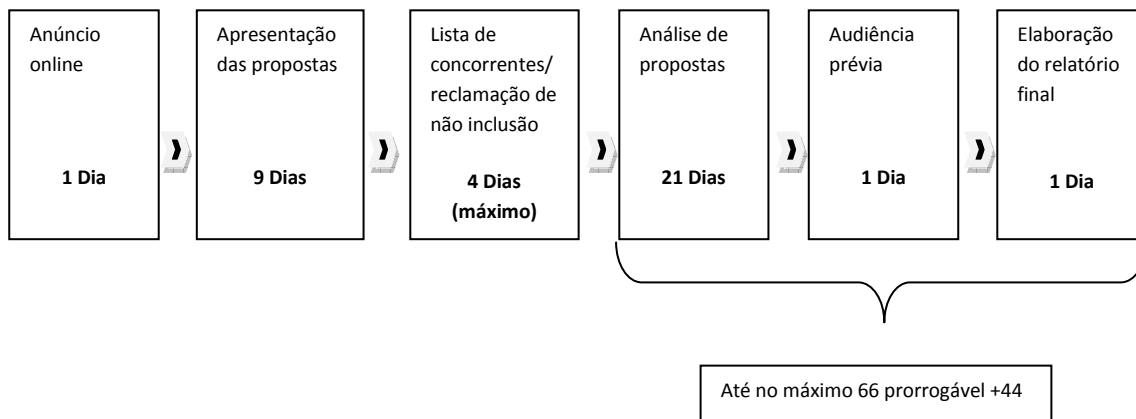 Anúncio
online
1 Dia
Apresentação
das propostas
9 Dias
Lista de
concorrentes/
reclamação de
não inclusão
4 Dias
(máximo)
Análise de
propostas
21 Dias
Audiência
prévia
1 Dia
Elaboração
do relatório
final
1 Dia
Até no máximo 66 prorrogável +44